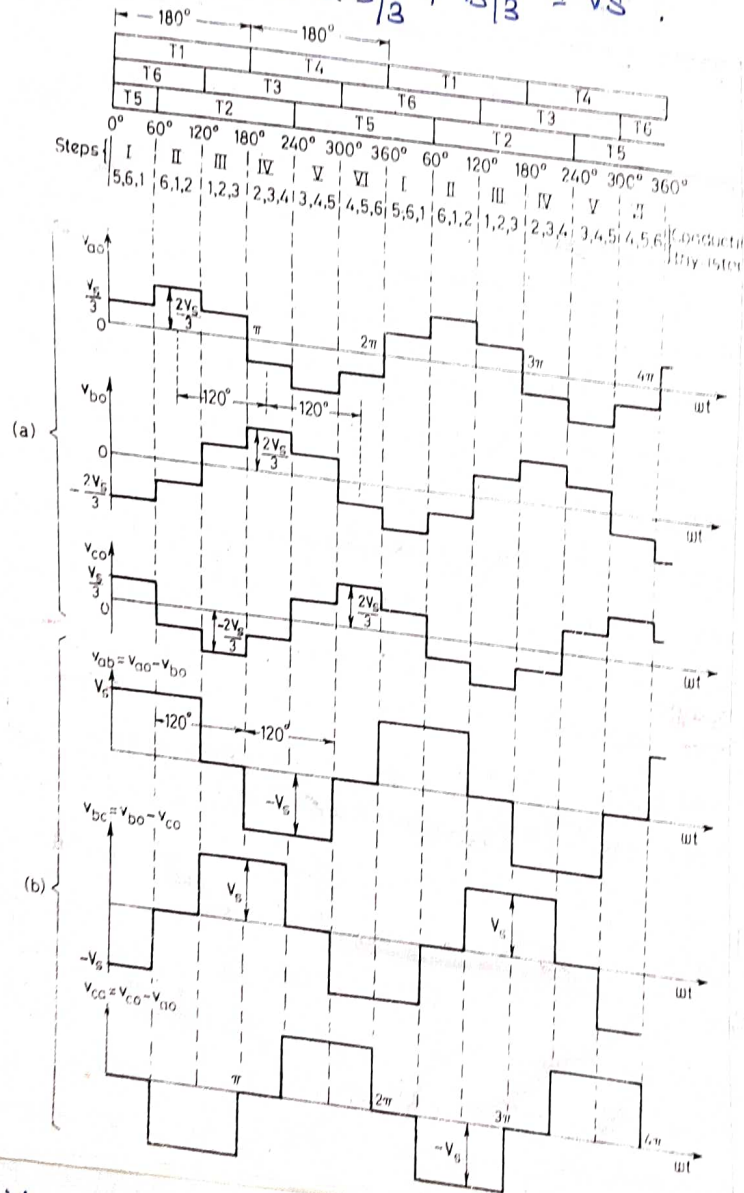 /3 /3 = VS .
180° 180°
T1 T4 T1 T4
T6 T3 T6 T3 T6
T5 T2 T5 T2 T5
0° 60° 120° 180° 240° 300° 360° 60° 120° 180° 240° 300° 360°
Steps{ I II III IV V VI I II III IV V
5,6,1 6,1,2 1,2,3 2,3,4 3,4,5 4,5,6 5,6,1 6,1,2 1,2,3 2,3,4 3,4,5 4,5,6
vao
Vs/3
2Vs/3
0
π 2π 3π 4π
ωt
120° 120°
(a)
vbo
0
2Vs/3
-2Vs/3
ωt
vco
Vs/3
0
-2Vs/3
2Vs/3
ωt
vab=vao-vbo
Vs
120° 120°
-Vs
ωt
vbc=vbo-vco
(b)
Vs
Vs
-Vs
ωt
vca=vco-vao
π 2π 3π 4π
-Vs
ωt